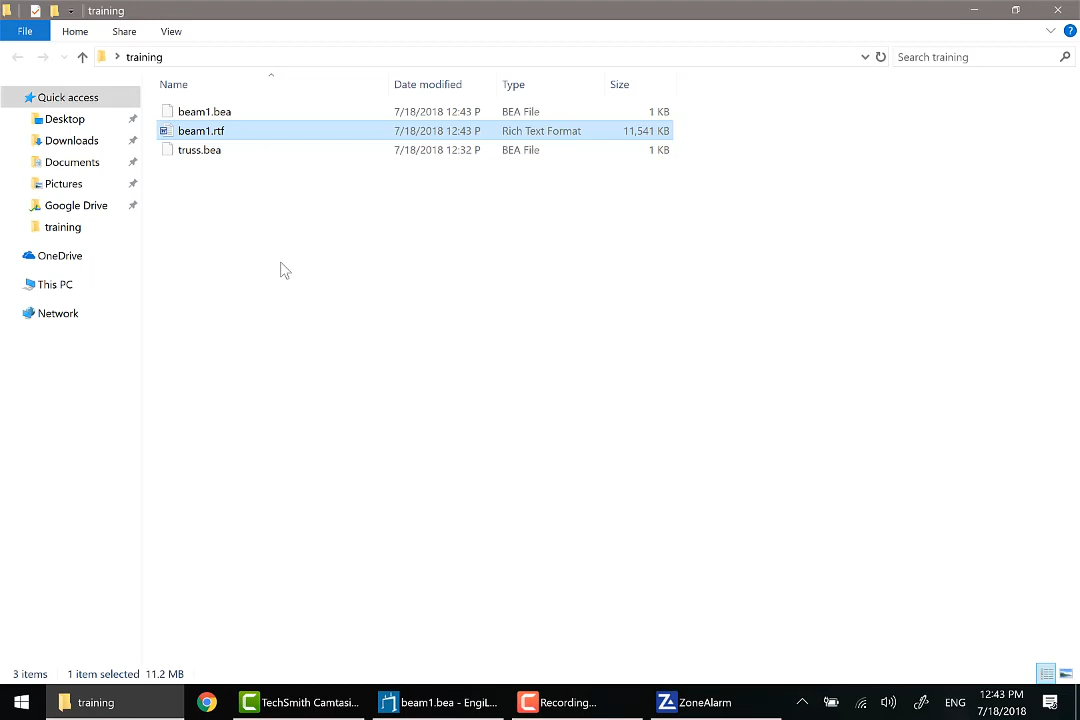 training
File
Home
Share
View
training
Search training
Name
Date modified
Type
Size
Quick access
Desktop
Downloads
Documents
Pictures
Google Drive
training
OneDrive
This PC
Network
beam1.bea 7/18/2018 12:43 P BEA File 1 KB
beam1.rtf 7/18/2018 12:43 P Rich Text Format 11,541 KB
truss.bea 7/18/2018 12:32 P BEA File 1 KB
3 items 1 item selected 11.2 MB
training
TechSmith Camtasi...
beam1.bea - EngiL...
Recording...
ZoneAlarm
ENG
12:43 PM
7/18/2018